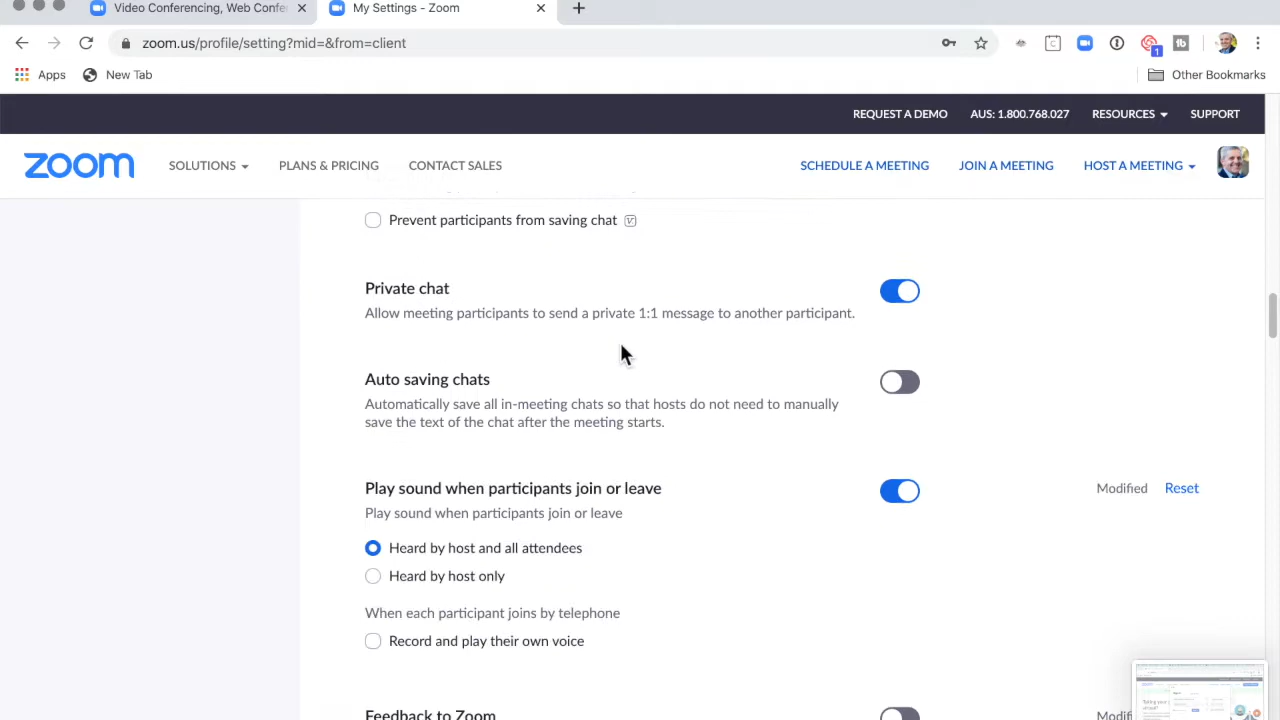 Video Conferencing, Web Confe
My Settings - Zoom
zoom.us/profile/setting?mid=&from=client
1
Apps
New Tab
Other Bookmarks
REQUEST A DEMO
AUS: 1.800.768.027
RESOURCES
SUPPORT
zoom
SOLUTIONS
PLANS & PRICING
CONTACT SALES
SCHEDULE A MEETING
JOIN A MEETING
HOST A MEETING
Prevent participants from saving chat
Private chat
Allow meeting participants to send a private 1:1 message to another participant.
Auto saving chats
Automatically save all in-meeting chats so that hosts do not need to manually
save the text of the chat after the meeting starts.
Play sound when participants join or leave
Modified Reset
Play sound when participants join or leave
Heard by host and all attendees
Heard by host only
When each participant joins by telephone
Record and play their own voice
Feedback to Zoom